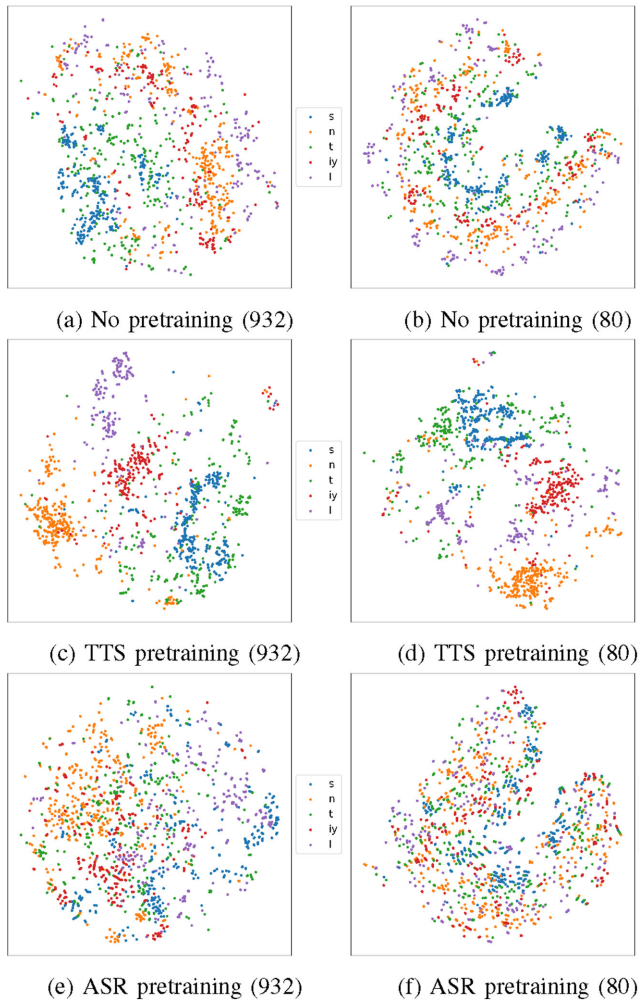 s
n
t
iy
l
(a) No pretraining (932)
(b) No pretraining (80)
s
n
t
iy
l
(c) TTS pretraining (932)
(d) TTS pretraining (80)
s
n
t
iy
l
(e) ASR pretraining (932)
(f) ASR pretraining (80)